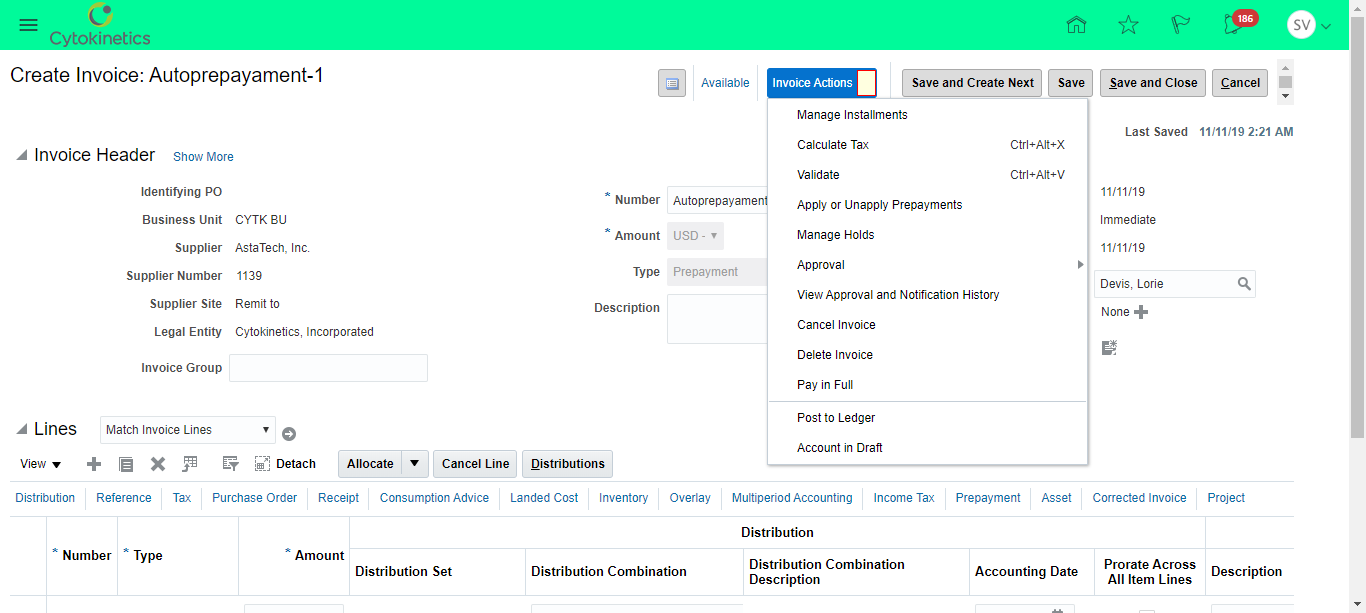 Cytokinetics
186
SV
Create Invoice: Autoprepayament-1
Available
Invoice Actions
Save and Create Next
Save
Save and Close
Cancel
Manage Installments
Calculate Tax Ctrl+Alt+X
Validate Ctrl+Alt+V
Apply or Unapply Prepayments
Manage Holds
Approval
View Approval and Notification History
Cancel Invoice
Delete Invoice
Pay in Full
Post to Ledger
Account in Draft
Last Saved 11/11/19 2:21 AM
Invoice Header Show More
Identifying PO
Business Unit CYTK BU
Supplier AstaTech, Inc.
Supplier Number 1139
Supplier Site Remit to
Legal Entity Cytokinetics, Incorporated
Invoice Group
* Number Autoprepayament
* Amount USD -
Type Prepayment
Description
11/11/19
Immediate
11/11/19
Devis, Lorie
None
Lines Match Invoice Lines
View Detach Allocate Cancel Line Distributions
Distribution Reference Tax Purchase Order Receipt Consumption Advice Landed Cost Inventory Overlay Multiperiod Accounting Income Tax Prepayment Asset Corrected Invoice Project
Distribution
* Number * Type * Amount
Distribution Set
Distribution Combination
Distribution Combination
Description
Accounting Date
Prorate Across
All Item Lines
Description